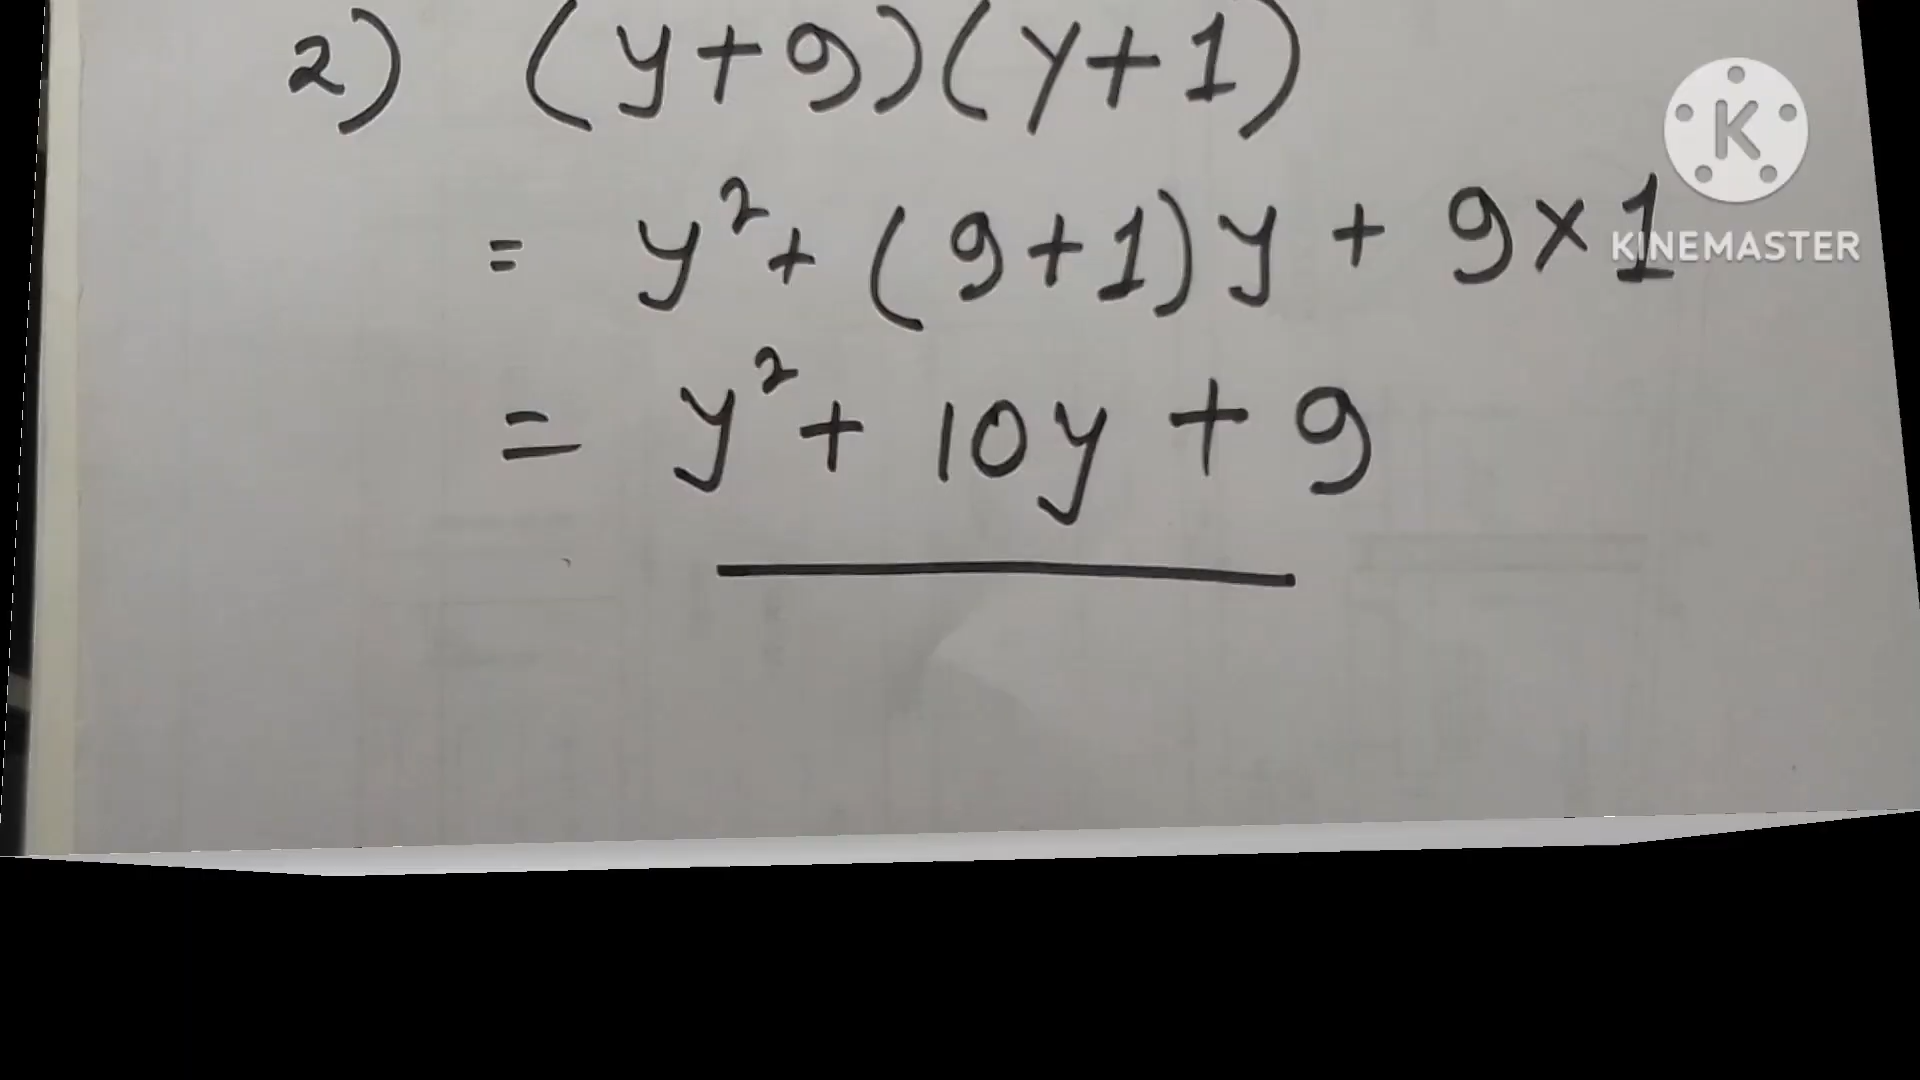 2) (y+9)(y+1)
= y² + (9+1)y + 9×1
= y² + 10y + 9
K
KINEMASTER